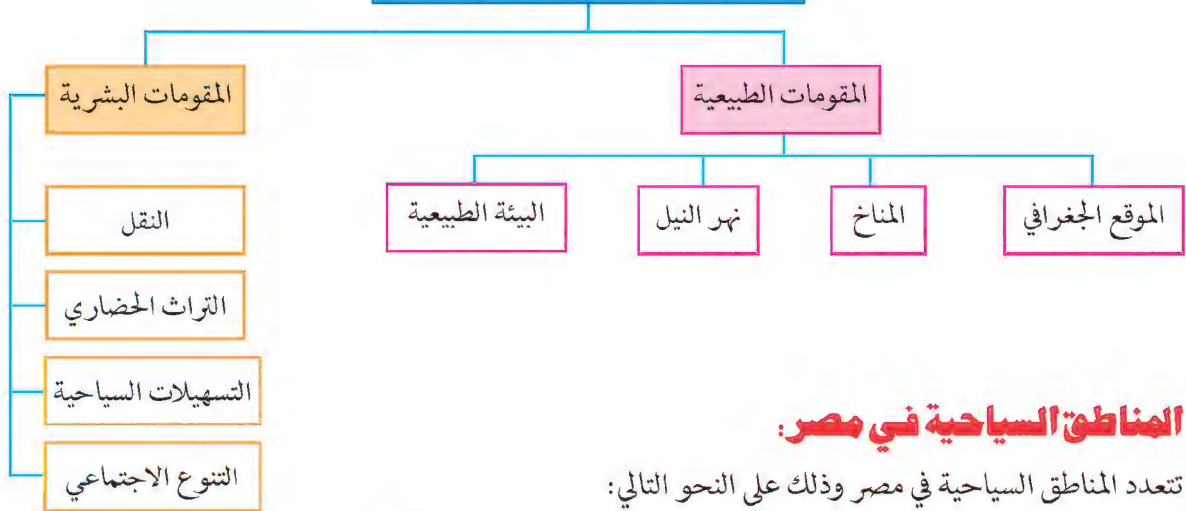 المقومات الطبيعية
المقومات البشرية
الموقع الجغرافي
المناخ
نهر النيل
البيئة الطبيعية
النقل
التراث الحضاري
التسهيلات السياحية
التنوع الاجتماعي
المناطق السياحية في مصر:
تتعدد المناطق السياحية في مصر وذلك على النحو التالي: